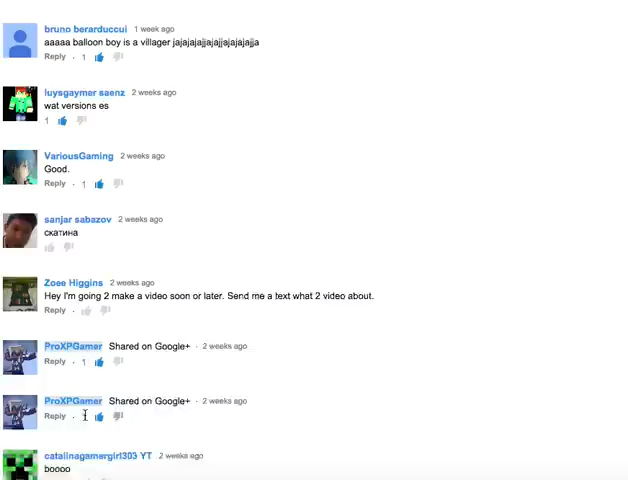 bruno berarduccui 1 week ago
aaaaa balloon boy is a villager jajajajajjajajjajajajajajja
Reply · 1
luysgaymer saenz 2 weeks ago
wat versions es
1
VariousGaming 2 weeks ago
Good.
Reply · 1
sanjar sabazov 2 weeks ago
скатина
Zoee Higgins 2 weeks ago
Hey I'm going 2 make a video soon or later. Send me a text what 2 video about.
Reply ·
ProXPGamer Shared on Google+ · 2 weeks ago
Reply · 1
ProXPGamer Shared on Google+ · 2 weeks ago
Reply ·
catalinagamergirl303 YT 2 weeks ago
boooo